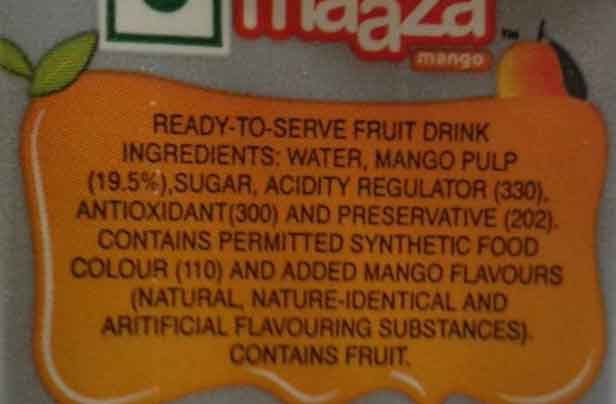 maaza
TM
mango
READY-TO-SERVE FRUIT DRINK
INGREDIENTS: WATER, MANGO PULP
(19.5%),SUGAR, ACIDITY REGULATOR (330),
ANTIOXIDANT(300) AND PRESERVATIVE (202).
CONTAINS PERMITTED SYNTHETIC FOOD
COLOUR (110) AND ADDED MANGO FLAVOURS
(NATURAL, NATURE-IDENTICAL AND
ARITIFICIAL FLAVOURING SUBSTANCES).
CONTAINS FRUIT.